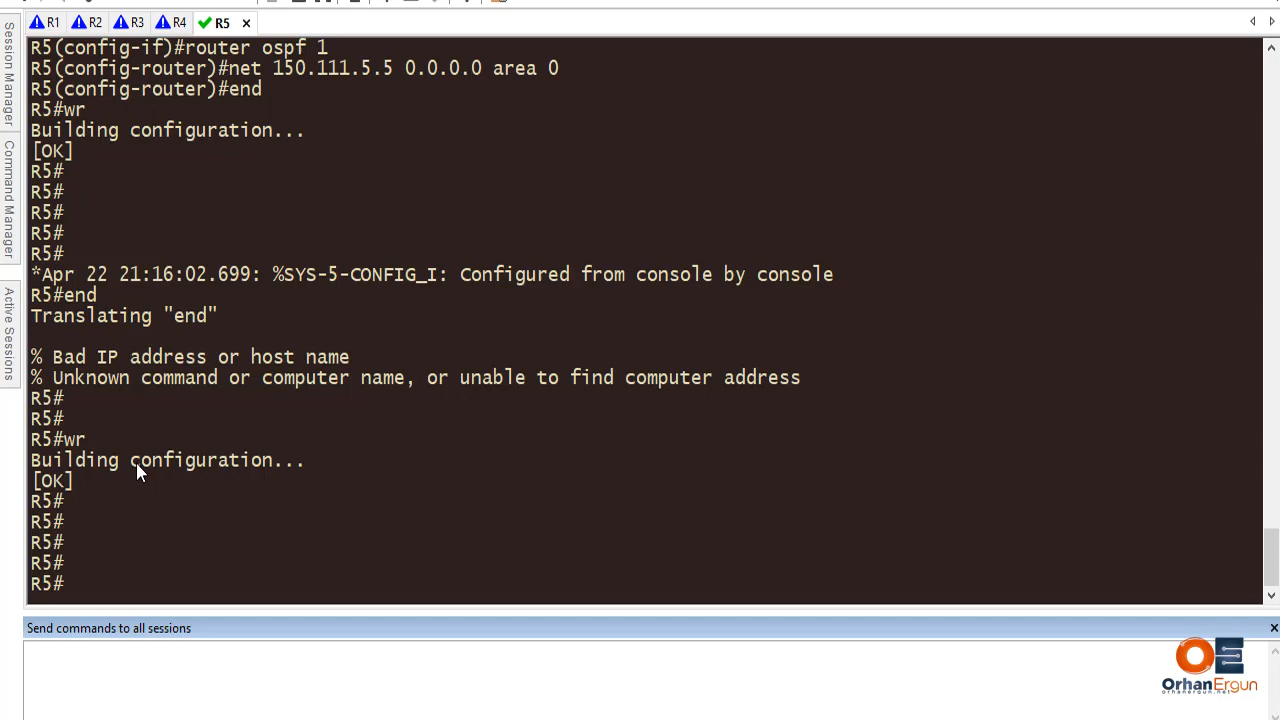 R1
R2
R3
R4
R5
Session Manager
Command Manager
Active Sessions
R5(config-if)#router ospf 1
R5(config-router)#net 150.111.5.5 0.0.0.0 area 0
R5(config-router)#end
R5#wr
Building configuration...
[OK]
R5#
R5#
R5#
R5#
R5#
*Apr 22 21:16:02.699: %SYS-5-CONFIG_I: Configured from console by console
R5#end
Translating "end"
% Bad IP address or host name
% Unknown command or computer name, or unable to find computer address
R5#
R5#
R5#wr
Building configuration...
[OK]
R5#
R5#
R5#
R5#
R5#
Send commands to all sessions
OrhanErgun
orhanergun.net